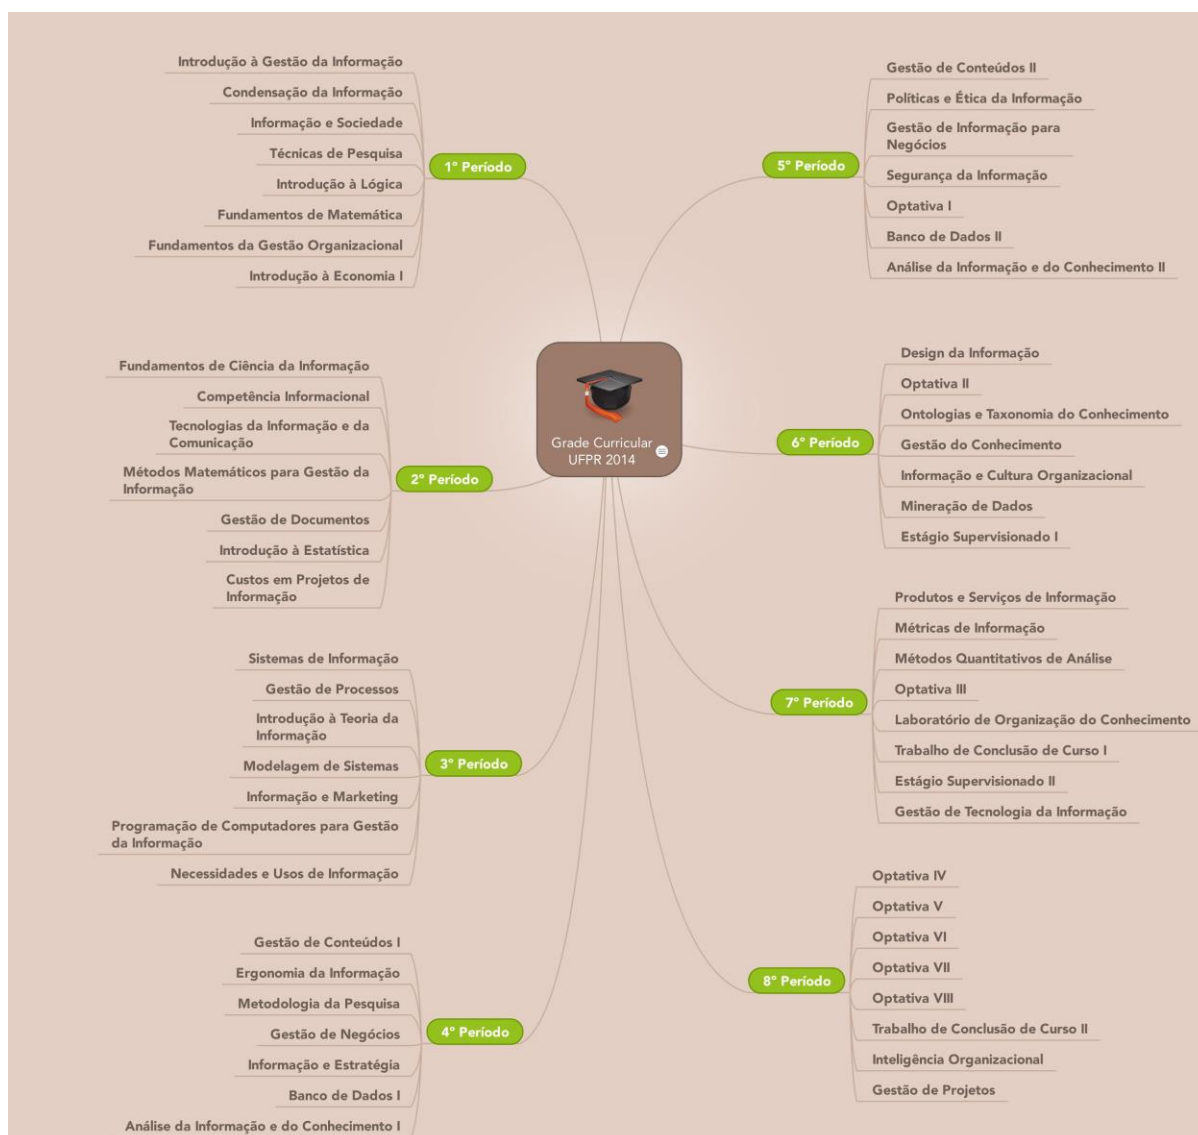 Grade Curricular
UFPR 2014
1º Período
Introdução à Gestão da Informação
Condensação da Informação
Informação e Sociedade
Técnicas de Pesquisa
Introdução à Lógica
Fundamentos de Matemática
Fundamentos da Gestão Organizacional
Introdução à Economia I
2º Período
Fundamentos de Ciência da Informação
Competência Informacional
Tecnologias da Informação e da
Comunicação
Métodos Matemáticos para Gestão da
Informação
Gestão de Documentos
Introdução à Estatística
Custos em Projetos de
Informação
3º Período
Sistemas de Informação
Gestão de Processos
Introdução à Teoria da
Informação
Modelagem de Sistemas
Informação e Marketing
Programação de Computadores para Gestão
da Informação
Necessidades e Usos de Informação
4º Período
Gestão de Conteúdos I
Ergonomia da Informação
Metodologia da Pesquisa
Gestão de Negócios
Informação e Estratégia
Banco de Dados I
Análise da Informação e do Conhecimento I
5º Período
Gestão de Conteúdos II
Políticas e Ética da Informação
Gestão de Informação para
Negócios
Segurança da Informação
Optativa I
Banco de Dados II
Análise da Informação e do Conhecimento II
6º Período
Design da Informação
Optativa II
Ontologias e Taxonomia do Conhecimento
Gestão do Conhecimento
Informação e Cultura Organizacional
Mineração de Dados
Estágio Supervisionado I
7º Período
Produtos e Serviços de Informação
Métricas de Informação
Métodos Quantitativos de Análise
Optativa III
Laboratório de Organização do Conhecimento
Trabalho de Conclusão de Curso I
Estágio Supervisionado II
Gestão de Tecnologia da Informação
8º Período
Optativa IV
Optativa V
Optativa VI
Optativa VII
Optativa VIII
Trabalho de Conclusão de Curso II
Inteligência Organizacional
Gestão de Projetos